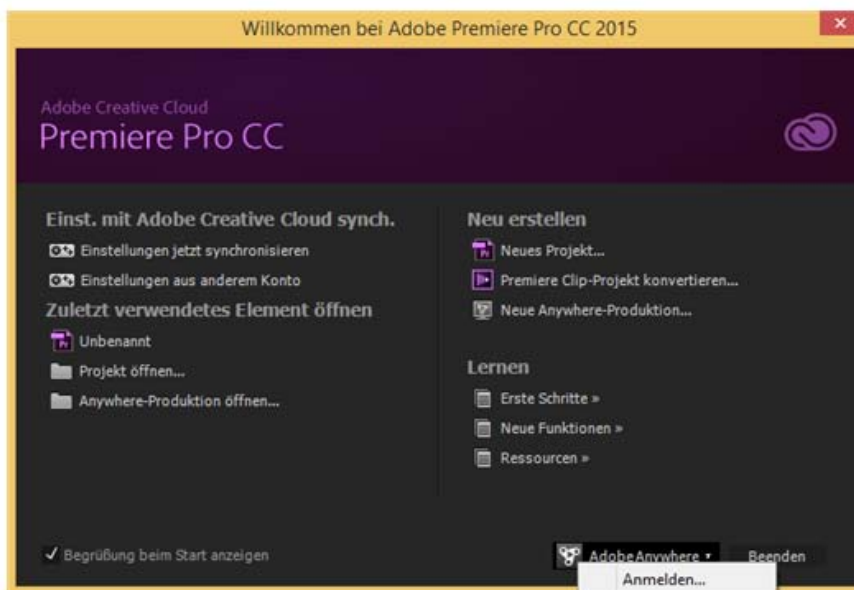 Willkommen bei Adobe Premiere Pro CC 2015
Adobe Creative Cloud
Premiere Pro CC
Einst. mit Adobe Creative Cloud synch.
Einstellungen jetzt synchronisieren
Einstellungen aus anderem Konto
Zuletzt verwendetes Element öffnen
Unbenannt
Projekt öffnen...
Anywhere-Produktion öffnen...
Neu erstellen
Neues Projekt...
Premiere Clip-Projekt konvertieren...
Neue Anywhere-Produktion...
Lernen
Erste Schritte »
Neue Funktionen »
Ressourcen »
Begrüßung beim Start anzeigen
Adobe Anywhere
Beenden
Anmelden...